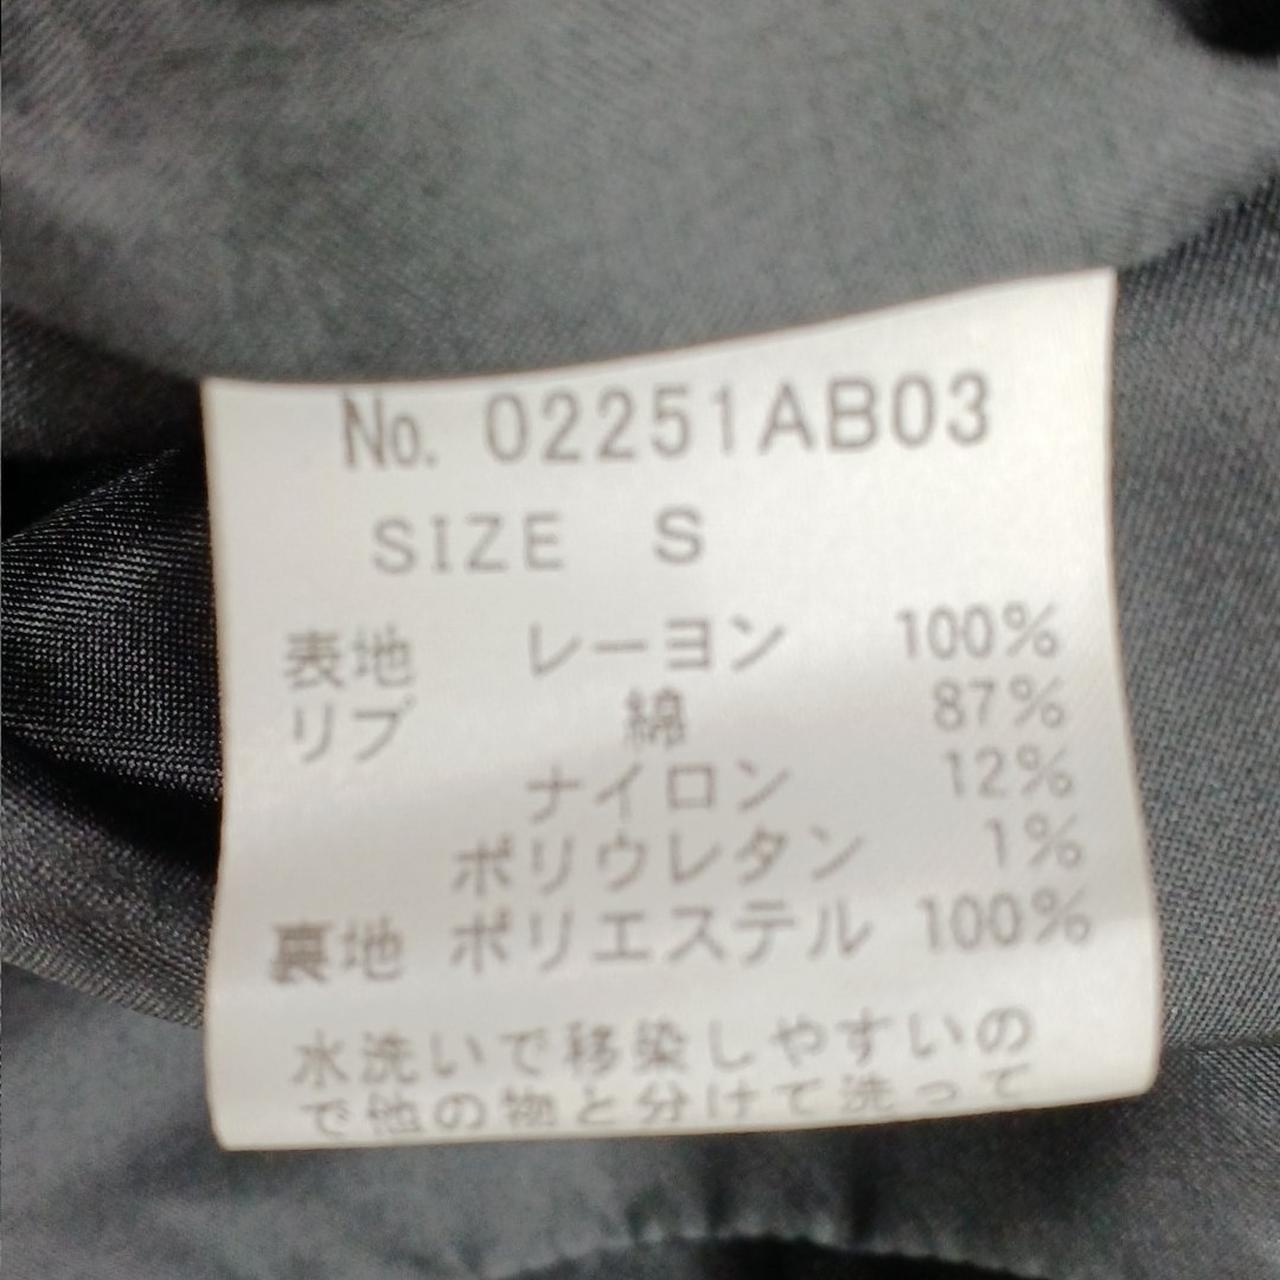 No. 02251AB03
SIZE S
表地 レーヨン 100%
リブ 綿 87%
ナイロン 12%
ポリウレタン 1%
裏地 ポリエステル 100%
水洗いで移染しやすいの
で他の物と分けて洗って